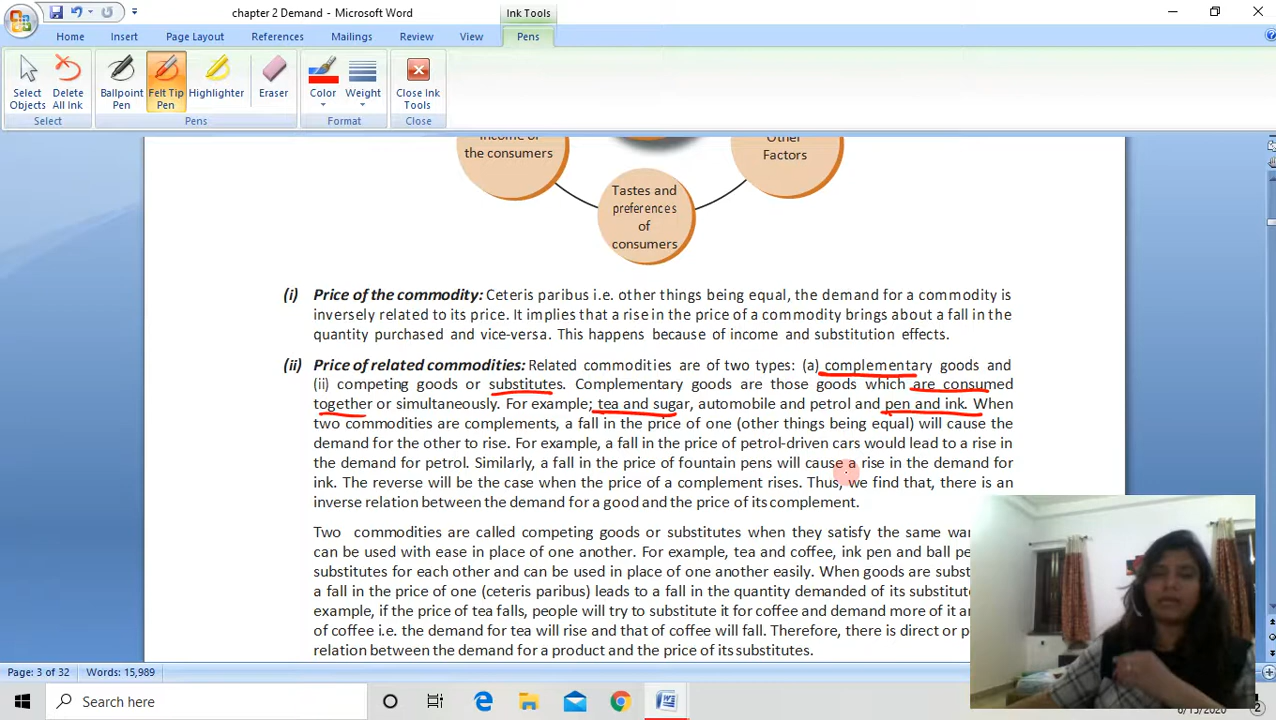 chapter 2 Demand - Microsoft Word
Ink Tools
Home Insert Page Layout References Mailings Review View Pens
Select Objects
Delete All Ink
Ballpoint Pen
Felt Tip Pen
Highlighter
Eraser
Color
Weight
Close Ink Tools
Select
Pens
Format
Close
Income of
the consumers
Other
Factors
Tastes and
preferences
of
consumers
(i) Price of the commodity: Ceteris paribus i.e. other things being equal, the demand for a commodity is
inversely related to its price. It implies that a rise in the price of a commodity brings about a fall in the
quantity purchased and vice-versa. This happens because of income and substitution effects.
(ii) Price of related commodities: Related commodities are of two types: (a) complementary goods and
(ii) competing goods or substitutes. Complementary goods are those goods which are consumed
together or simultaneously. For example; tea and sugar, automobile and petrol and pen and ink. When
two commodities are complements, a fall in the price of one (other things being equal) will cause the
demand for the other to rise. For example, a fall in the price of petrol-driven cars would lead to a rise in
the demand for petrol. Similarly, a fall in the price of fountain pens will cause a rise in the demand for
ink. The reverse will be the case when the price of a complement rises. Thus, we find that, there is an
inverse relation between the demand for a good and the price of its complement.
Two commodities are called competing goods or substitutes when they satisfy the same
can be used with ease in place of one another. For example, tea and coffee, ink pen and ball
substitutes for each other and can be used in place of one another easily. When goods are
a fall in the price of one (ceteris paribus) leads to a fall in the quantity demanded of its
example, if the price of tea falls, people will try to substitute it for coffee and demand more of it
of coffee i.e. the demand for tea will rise and that of coffee will fall. Therefore, there is direct or
relation between the demand for a product and the price of its substitutes.
Page: 3 of 32 Words: 15,989
Search here
6/15/2020
2